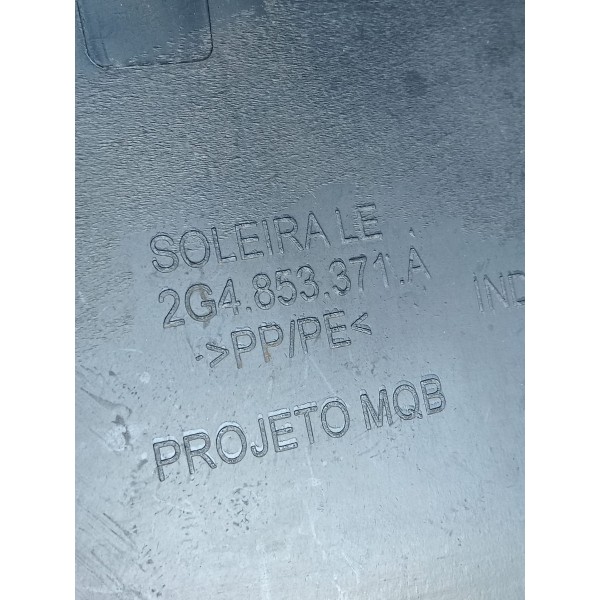 SOLEIRA LE
2G4.853.371.A
>PP/PE<
PROJETO MQB